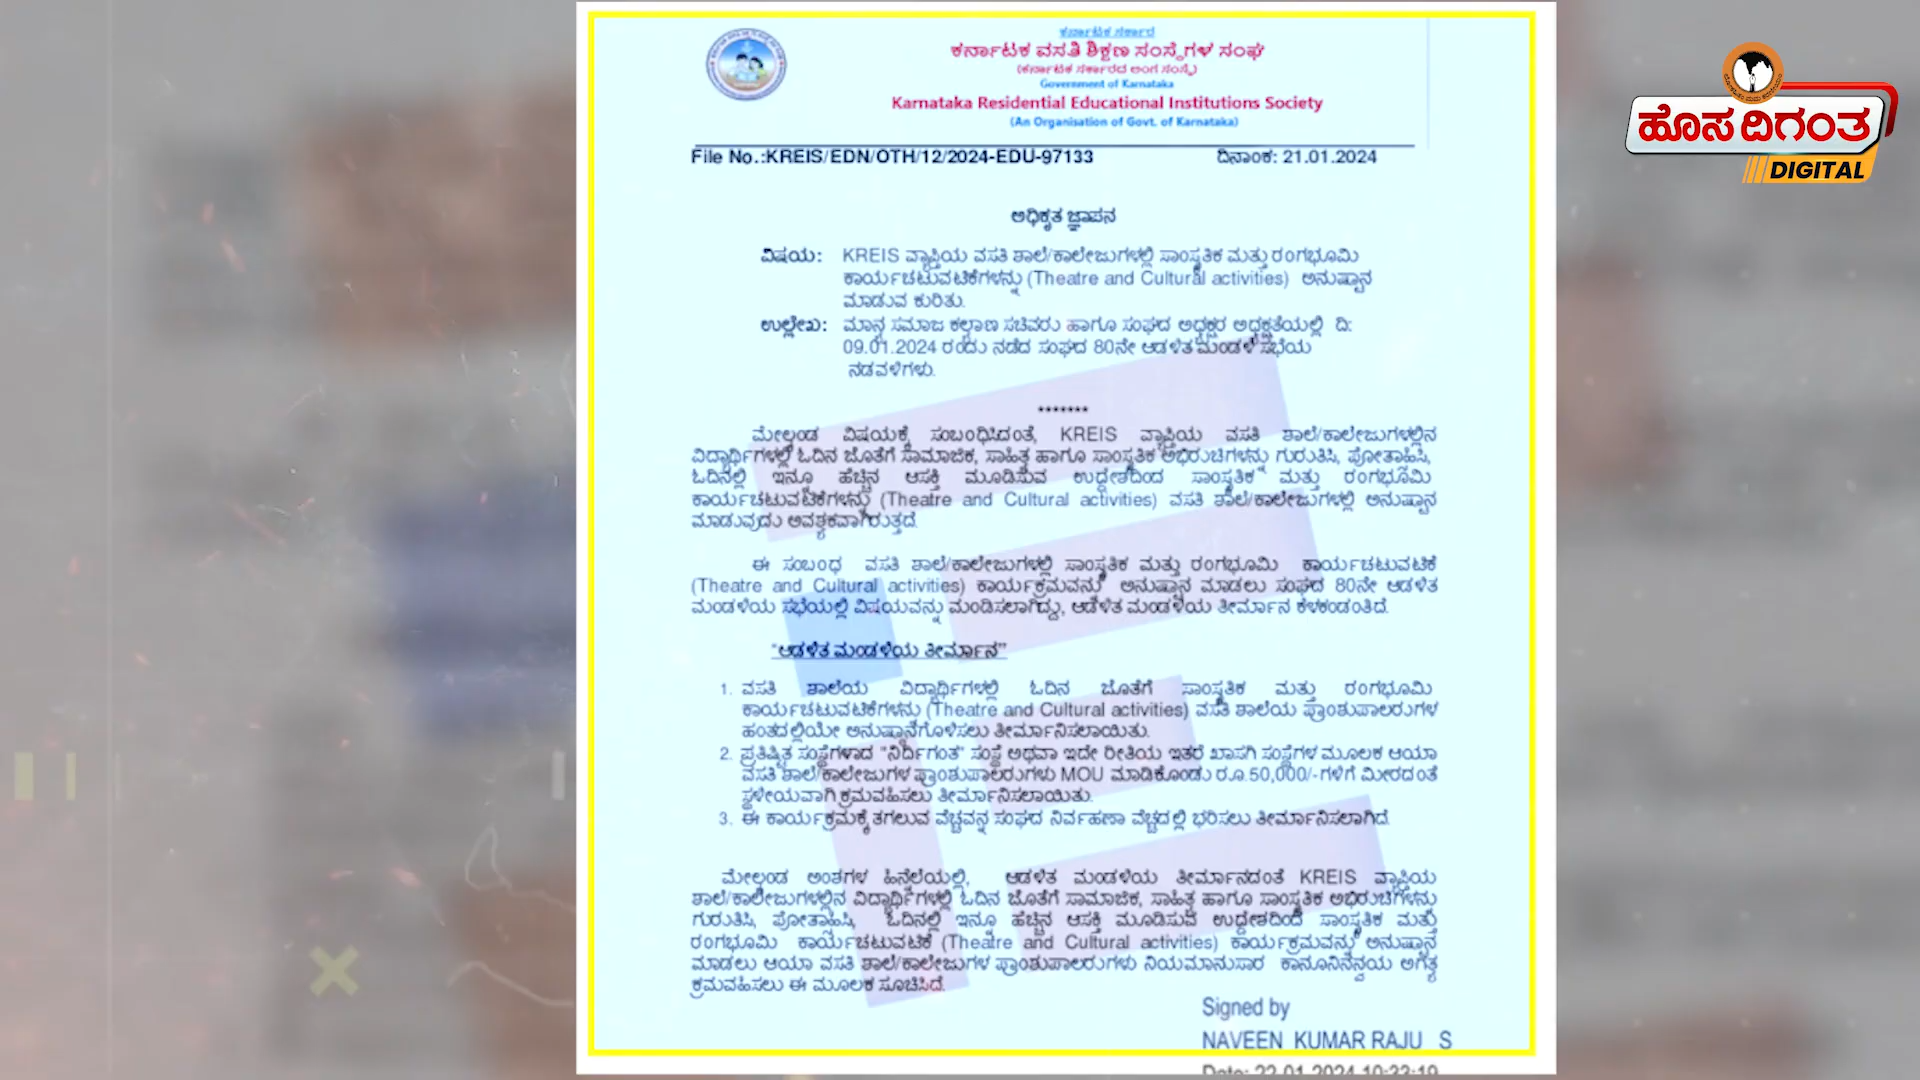 ಕರ್ನಾಟಕ ಸರ್ಕಾರ
ಕರ್ನಾಟಕ ವಸತಿ ಶಿಕ್ಷಣ ಸಂಸ್ಥೆಗಳ ಸಂಘ
(ಕರ್ನಾಟಕ ಸರ್ಕಾರದ ಅಂಗ ಸಂಸ್ಥೆ)
Government of Karnataka
Karnataka Residential Educational Institutions Society
(An Organisation of Govt. of Karnataka)
ಹೊಸ ದಿಗಂತ
DIGITAL
File No.:KREIS/EDN/OTH/12/2024-EDU-97133 ದಿನಾಂಕ: 21.01.2024
ಅಧಿಕೃತ ಜ್ಞಾಪನ
ವಿಷಯ: KREIS ವ್ಯಾಪ್ತಿಯ ವಸತಿ ಶಾಲೆ/ಕಾಲೇಜುಗಳಲ್ಲಿ ಸಾಂಸ್ಕೃತಿಕ ಮತ್ತು ರಂಗಭೂಮಿ
ಕಾರ್ಯಚಟುವಟಿಕೆಗಳನ್ನು (Theatre and Cultural activities) ಅನುಷ್ಠಾನ
ಮಾಡುವ ಕುರಿತು.
ಉಲ್ಲೇಖ: ಮಾನ್ಯ ಸಮಾಜ ಕಲ್ಯಾಣ ಸಚಿವರು ಹಾಗೂ ಸಂಘದ ಅಧ್ಯಕ್ಷರ ಅಧ್ಯಕ್ಷತೆಯಲ್ಲಿ ದಿ:
09.01.2024 ರಂದು ನಡೆದ ಸಂಘದ 80ನೇ ಆಡಳಿತ ಮಂಡಳಿ ಸಭೆಯ
ನಡವಳಿಗಳು.
*******
ಮೇಲ್ಕಂಡ ವಿಷಯಕ್ಕೆ ಸಂಬಂಧಿಸಿದಂತೆ, KREIS ವ್ಯಾಪ್ತಿಯ ವಸತಿ ಶಾಲೆ/ಕಾಲೇಜುಗಳಲ್ಲಿನ
ವಿದ್ಯಾರ್ಥಿಗಳಲ್ಲಿ ಓದಿನ ಜೊತೆಗೆ ಸಾಮಾಜಿಕ, ಸಾಹಿತ್ಯ ಹಾಗೂ ಸಾಂಸ್ಕೃತಿಕ ಅಭಿರುಚಿಗಳನ್ನು ಗುರುತಿಸಿ, ಪ್ರೋತ್ಸಾಹಿಸಿ,
ಓದಿನಲ್ಲಿ ಇನ್ನೂ ಹೆಚ್ಚಿನ ಆಸಕ್ತಿ ಮೂಡಿಸುವ ಉದ್ದೇಶದಿಂದ ಸಾಂಸ್ಕೃತಿಕ ಮತ್ತು ರಂಗಭೂಮಿ
ಕಾರ್ಯಚಟುವಟಿಕೆಗಳನ್ನು (Theatre and Cultural activities) ವಸತಿ ಶಾಲೆ/ಕಾಲೇಜುಗಳಲ್ಲಿ ಅನುಷ್ಠಾನ
ಮಾಡುವುದು ಅವಶ್ಯಕವಾಗಿರುತ್ತದೆ.
ಈ ಸಂಬಂಧ ವಸತಿ ಶಾಲೆ/ಕಾಲೇಜುಗಳಲ್ಲಿ ಸಾಂಸ್ಕೃತಿಕ ಮತ್ತು ರಂಗಭೂಮಿ ಕಾರ್ಯಚಟುವಟಿಕೆ
(Theatre and Cultural activities) ಕಾರ್ಯಕ್ರಮವನ್ನು ಅನುಷ್ಠಾನ ಮಾಡಲು ಸಂಘದ 80ನೇ ಆಡಳಿತ
ಮಂಡಳಿಯ ಸಭೆಯಲ್ಲಿ ವಿಷಯವನ್ನು ಮಂಡಿಸಲಾಗಿದ್ದು, ಆಡಳಿತ ಮಂಡಳಿಯ ತೀರ್ಮಾನ ಕೆಳಕಂಡಂತಿದೆ.
"ಆಡಳಿತ ಮಂಡಳಿಯ ತೀರ್ಮಾನ"
1. ವಸತಿ ಶಾಲೆಯ ವಿದ್ಯಾರ್ಥಿಗಳಲ್ಲಿ ಓದಿನ ಜೊತೆಗೆ ಸಾಂಸ್ಕೃತಿಕ ಮತ್ತು ರಂಗಭೂಮಿ
ಕಾರ್ಯಚಟುವಟಿಕೆಗಳನ್ನು (Theatre and Cultural activities) ವಸತಿ ಶಾಲೆಯ ಪ್ರಾಂಶುಪಾಲರುಗಳ
ಹಂತದಲ್ಲಿಯೇ ಅನುಷ್ಠಾನಗೊಳಿಸಲು ತೀರ್ಮಾನಿಸಲಾಯಿತು.
2. ಪ್ರತಿಷ್ಠಿತ ಸಂಸ್ಥೆಗಳಾದ "ನಿರ್ದಿಗಂತ" ಸಂಸ್ಥೆ ಅಥವಾ ಇದೇ ರೀತಿಯ ಇತರೆ ಖಾಸಗಿ ಸಂಸ್ಥೆಗಳ ಮೂಲಕ ಆಯಾ
ವಸತಿ ಶಾಲೆ/ಕಾಲೇಜುಗಳ ಪ್ರಾಂಶುಪಾಲರುಗಳು MOU ಮಾಡಿಕೊಂಡು ರೂ.50,000/-ಗಳಿಗೆ ಮೀರದಂತೆ
ಸ್ಥಳೀಯವಾಗಿ ಕ್ರಮವಹಿಸಲು ತೀರ್ಮಾನಿಸಲಾಯಿತು.
3. ಈ ಕಾರ್ಯಕ್ರಮಕ್ಕೆ ತಗಲುವ ವೆಚ್ಚವನ್ನು ಸಂಘದ ನಿರ್ವಹಣಾ ವೆಚ್ಚದಲ್ಲಿ ಭರಿಸಲು ತೀರ್ಮಾನಿಸಲಾಗಿದೆ.
ಮೇಲ್ಕಂಡ ಅಂಶಗಳ ಹಿನ್ನೆಲೆಯಲ್ಲಿ, ಆಡಳಿತ ಮಂಡಳಿಯ ತೀರ್ಮಾನದಂತೆ KREIS ವ್ಯಾಪ್ತಿಯ
ಶಾಲೆ/ಕಾಲೇಜುಗಳಲ್ಲಿನ ವಿದ್ಯಾರ್ಥಿಗಳಲ್ಲಿ ಓದಿನ ಜೊತೆಗೆ ಸಾಮಾಜಿಕ, ಸಾಹಿತ್ಯ ಹಾಗೂ ಸಾಂಸ್ಕೃತಿಕ ಅಭಿರುಚಿಗಳನ್ನು
ಗುರುತಿಸಿ, ಪ್ರೋತ್ಸಾಹಿಸಿ, ಓದಿನಲ್ಲಿ ಇನ್ನೂ ಹೆಚ್ಚಿನ ಆಸಕ್ತಿ ಮೂಡಿಸುವ ಉದ್ದೇಶದಿಂದ ಸಾಂಸ್ಕೃತಿಕ ಮತ್ತು
ರಂಗಭೂಮಿ ಕಾರ್ಯಚಟುವಟಿಕೆ (Theatre and Cultural activities) ಕಾರ್ಯಕ್ರಮವನ್ನು ಅನುಷ್ಠಾನ
ಮಾಡಲು ಆಯಾ ವಸತಿ ಶಾಲೆ/ಕಾಲೇಜುಗಳ ಪ್ರಾಂಶುಪಾಲರುಗಳು ನಿಯಮಾನುಸಾರ ಕಾನೂನಿನನ್ವಯ ಅಗತ್ಯ
ಕ್ರಮವಹಿಸಲು ಈ ಮೂಲಕ ಸೂಚಿಸಿದೆ.
Signed by
NAVEEN KUMAR RAJU S
Date: 22.01.2024 10:23:19